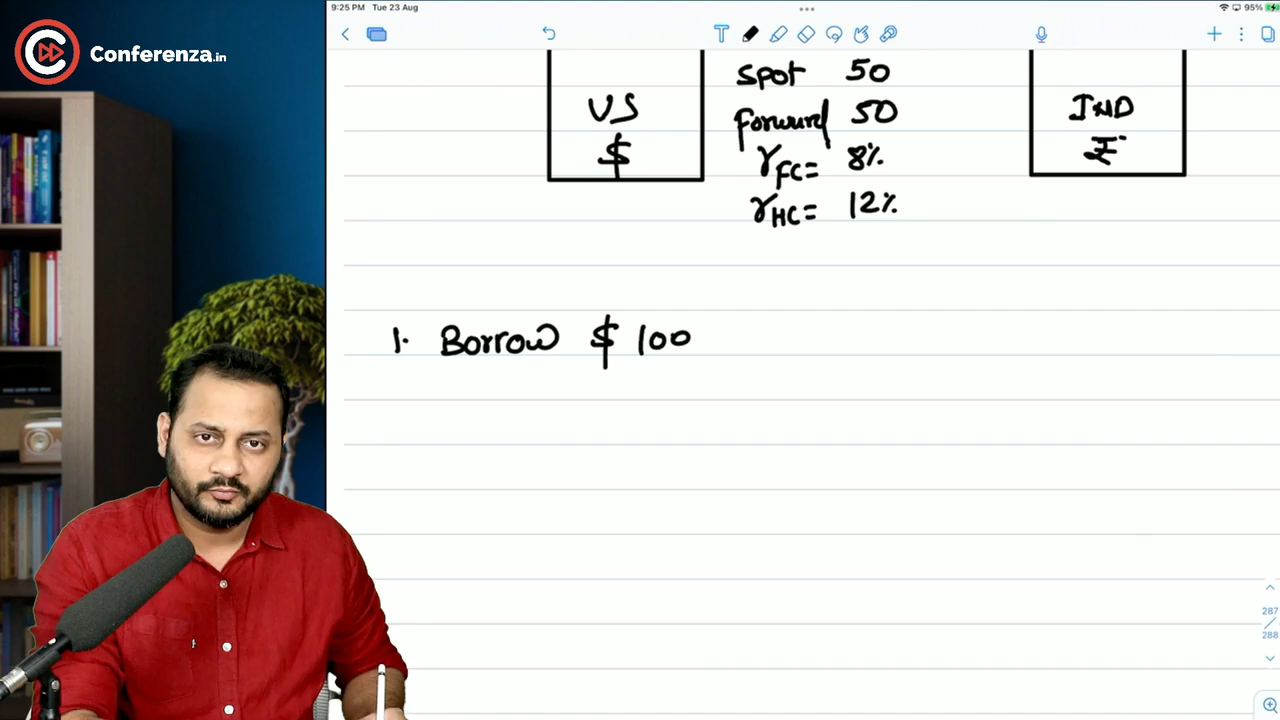 9:25 PM Tue 23 Aug
95%
Conferenza.in
T
Spot 50
US
$
Forward 50
IND
₹
rFC = 8%
rHC = 12%
1. Borrow $ 100
287
288